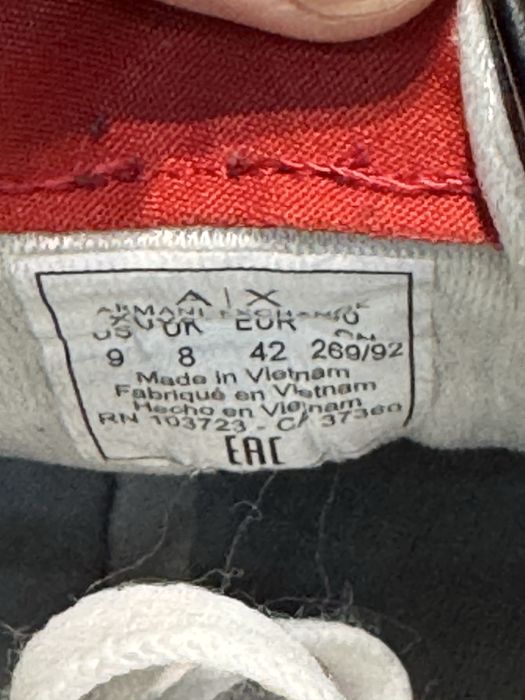 A|X
ARMANI EXCHANGE
US UK EUR CN
9 8 42 269/92
Made in Vietnam
Fabriqué en Vietnam
Hecho en Vietnam
RN 103723 - CA
EAC